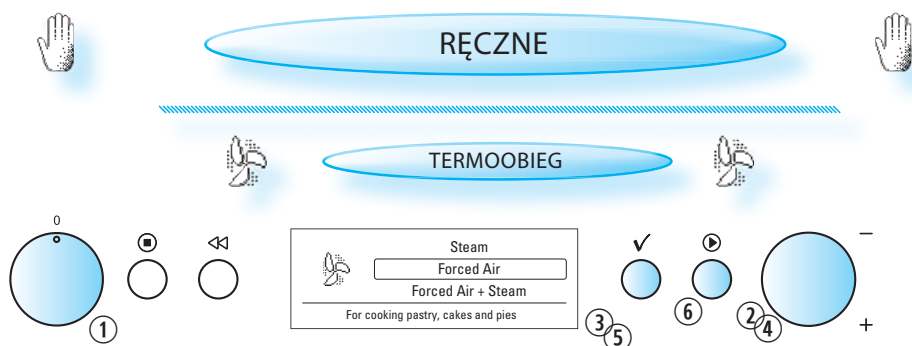 RĘCZNE
TERMOOBIEG
0
Steam
Forced Air
Forced Air + Steam
For cooking pastry, cakes and pies
−
+
1
3
5
6
2
4